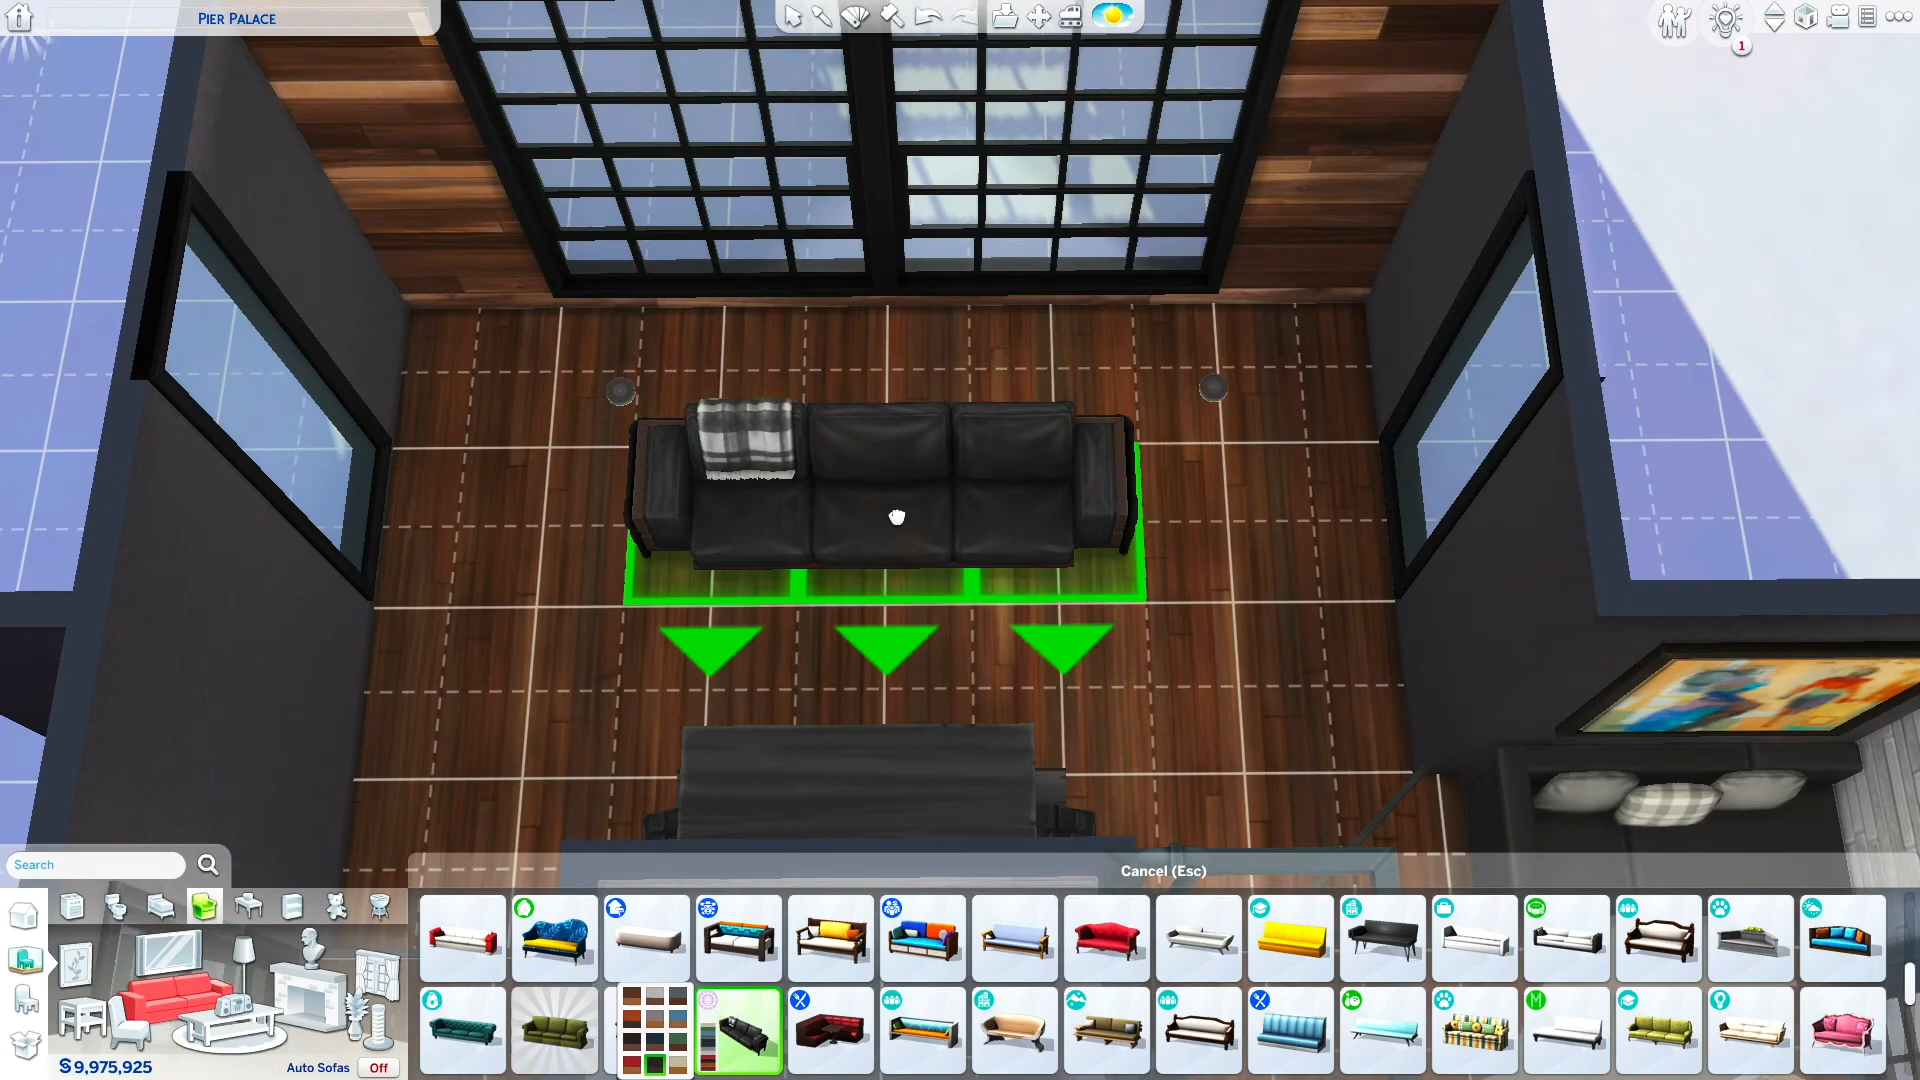 PIER PALACE
1
Search
Cancel (Esc)
§9,975,925
Auto Sofas
Off